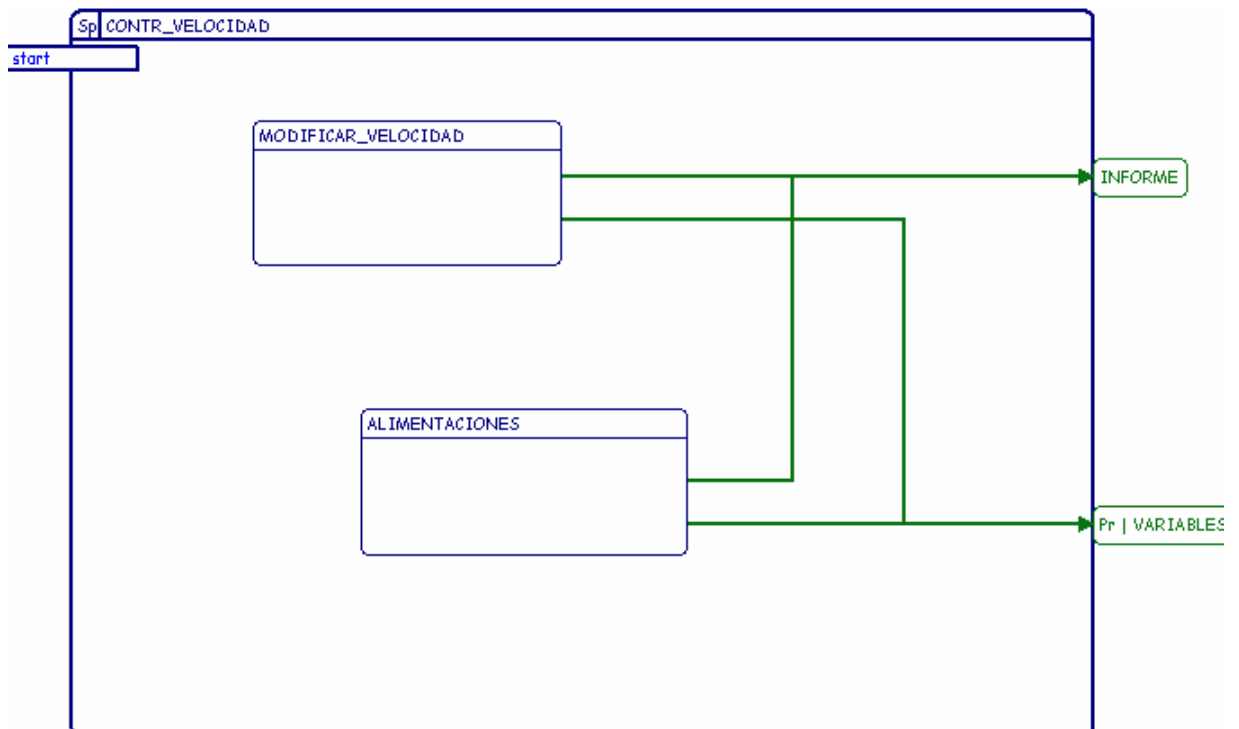 Sp CONTR_VELOCIDAD
start
MODIFICAR_VELOCIDAD
INFORME
ALIMENTACIONES
Pr | VARIABLES